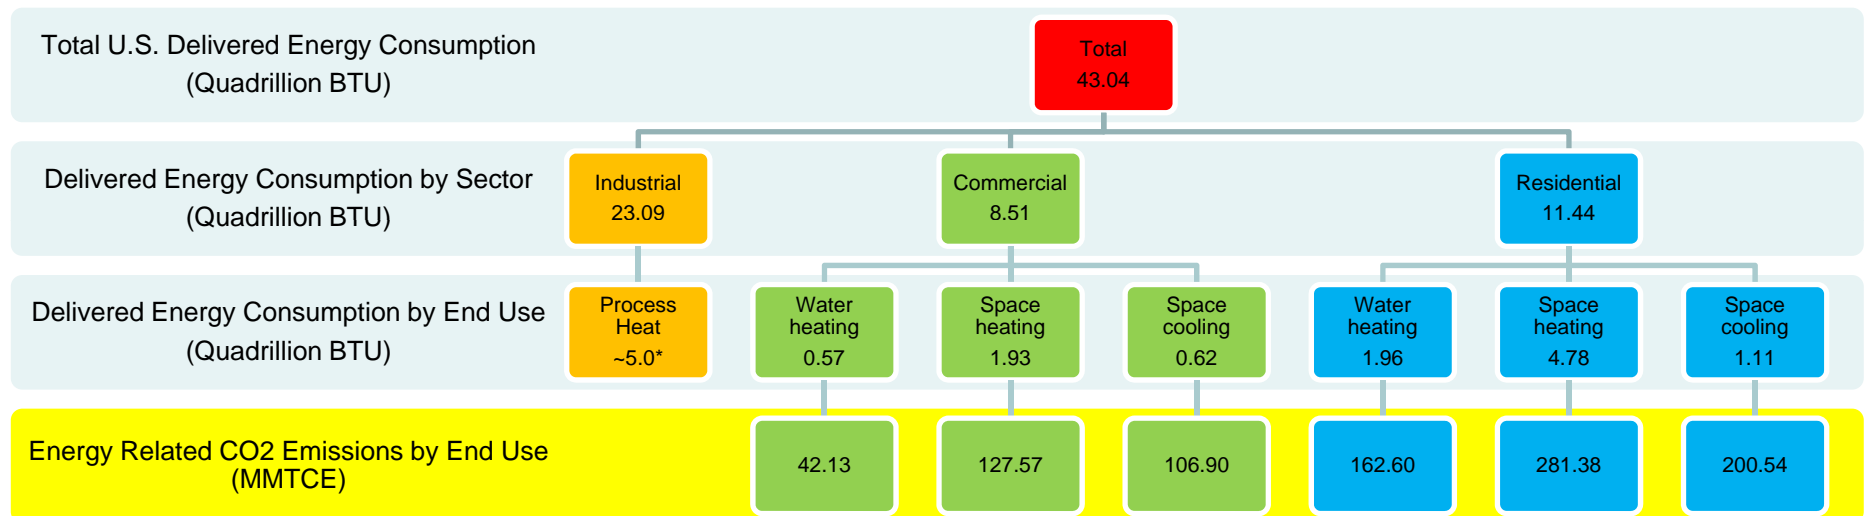 Total U.S. Delivered Energy Consumption
(Quadrillion BTU)
Total
43.04
Delivered Energy Consumption by Sector
(Quadrillion BTU)
Industrial
23.09
Commercial
8.51
Residential
11.44
Delivered Energy Consumption by End Use
(Quadrillion BTU)
Process
Heat
~5.0*
Water
heating
0.57
Space
heating
1.93
Space
cooling
0.62
Water
heating
1.96
Space
heating
4.78
Space
cooling
1.11
Energy Related CO2 Emissions by End Use
(MMTCE)
42.13
127.57
106.90
162.60
281.38
200.54